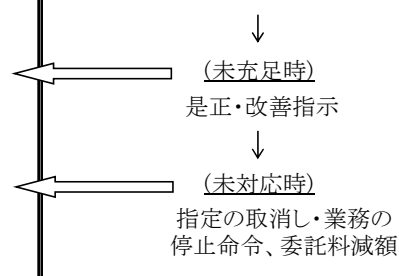 (未充足時)
是正・改善指示
(未対応時)
指定の取消し・業務の
停止命令、委託料減額